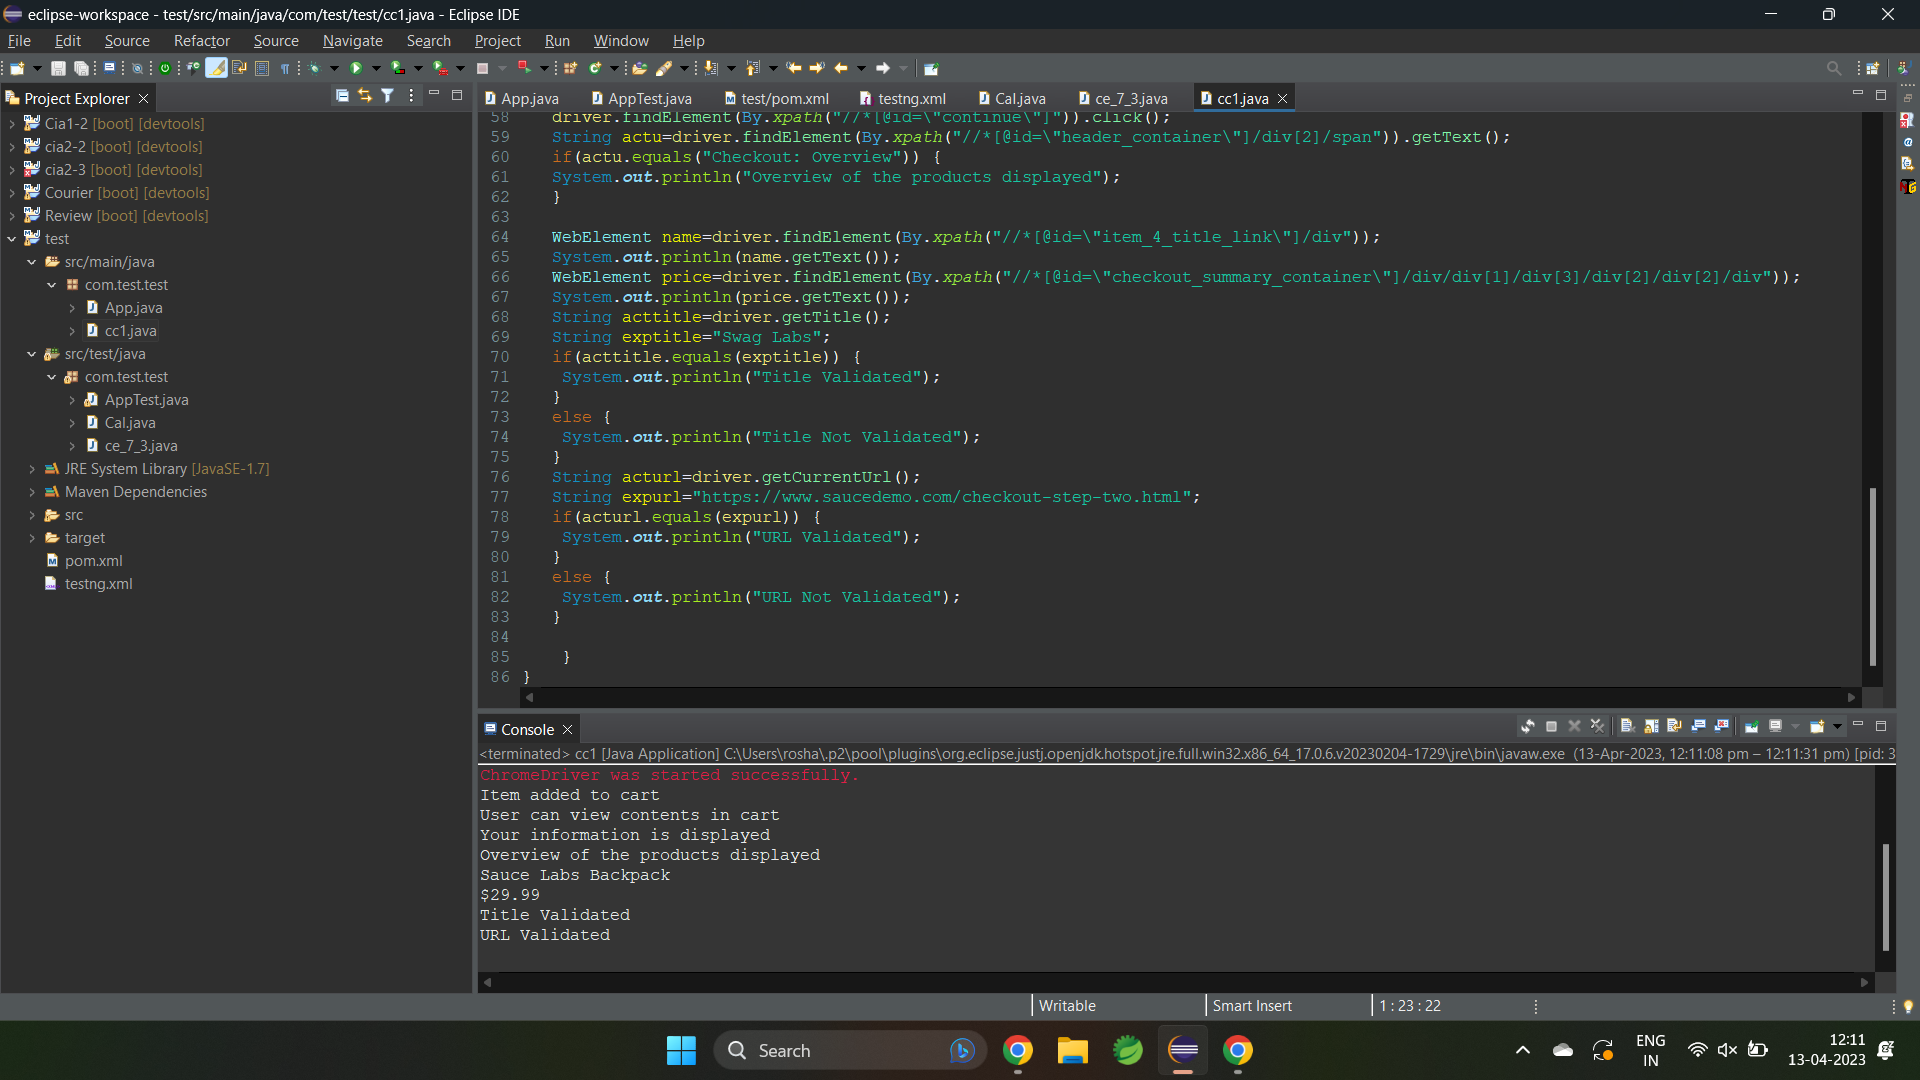 eclipse-workspace - test/src/main/java/com/test/test/cc1.java - Eclipse IDE
File Edit Source Refactor Source Navigate Search Project Run Window Help
Project Explorer
Cia1-2 [boot] [devtools]
cia2-2 [boot] [devtools]
cia2-3 [boot] [devtools]
Courier [boot] [devtools]
Review [boot] [devtools]
test
src/main/java
com.test.test
App.java
cc1.java
src/test/java
com.test.test
AppTest.java
Cal.java
ce_7_3.java
JRE System Library [JavaSE-1.7]
Maven Dependencies
src
target
pom.xml
testng.xml
App.java AppTest.java test/pom.xml testng.xml Cal.java ce_7_3.java cc1.java
58 driver.findElement(By.xpath("//*[@id=\"continue\"]")).click();
59 String actu=driver.findElement(By.xpath("//*[@id=\"header_container\"]/div[2]/span")).getText();
60 if(actu.equals("Checkout: Overview")) {
61 System.out.println("Overview of the products displayed");
62 }
63
64 WebElement name=driver.findElement(By.xpath("//*[@id=\"item_4_title_link\"]/div"));
65 System.out.println(name.getText());
66 WebElement price=driver.findElement(By.xpath("//*[@id=\"checkout_summary_container\"]/div/div[1]/div[3]/div[2]/div[2]/div"));
67 System.out.println(price.getText());
68 String acttitle=driver.getTitle();
69 String exptitle="Swag Labs";
70 if(acttitle.equals(exptitle)) {
71 System.out.println("Title Validated");
72 }
73 else {
74 System.out.println("Title Not Validated");
75 }
76 String acturl=driver.getCurrentUrl();
77 String expurl="https://www.saucedemo.com/checkout-step-two.html";
78 if(acturl.equals(expurl)) {
79 System.out.println("URL Validated");
80 }
81 else {
82 System.out.println("URL Not Validated");
83 }
84
85 }
86 }
Console
<terminated> cc1 [Java Application] C:\Users\rosha\.p2\pool\plugins\org.eclipse.justj.openjdk.hotspot.jre.full.win32.x86_64_17.0.6.v20230204-1729\jre\bin\javaw.exe (13-Apr-2023, 12:11:08 pm – 12:11:31 pm) [pid: 3
ChromeDriver was started successfully.
Item added to cart
User can view contents in cart
Your information is displayed
Overview of the products displayed
Sauce Labs Backpack
$29.99
Title Validated
URL Validated
Writable Smart Insert 1 : 23 : 22
Search
ENG
IN
12:11
13-04-2023